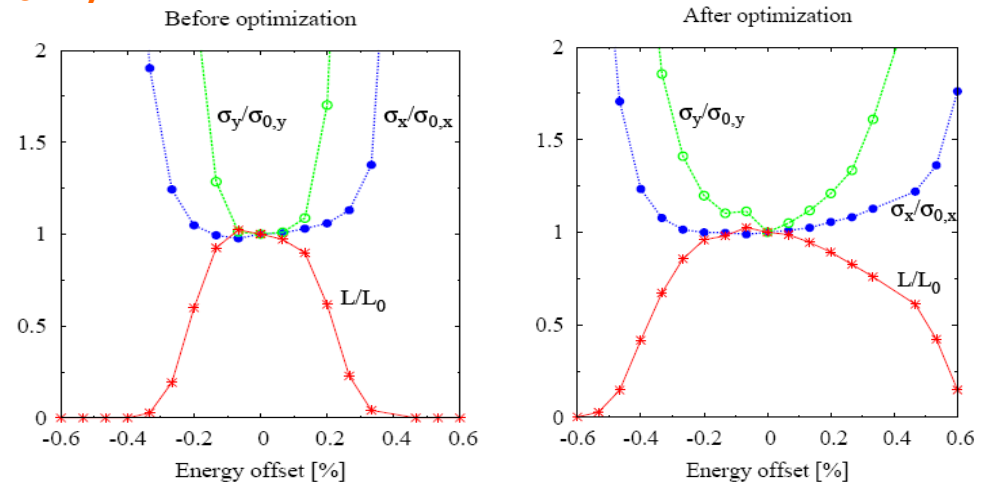 Before optimization
2
1.5
1
0.5
0
σy/σ0,y
σx/σ0,x
L/L0
-0.6 -0.4 -0.2 0 0.2 0.4 0.6
Energy offset [%]
After optimization
2
1.5
1
0.5
0
σy/σ0,y
σx/σ0,x
L/L0
-0.6 -0.4 -0.2 0 0.2 0.4 0.6
Energy offset [%]